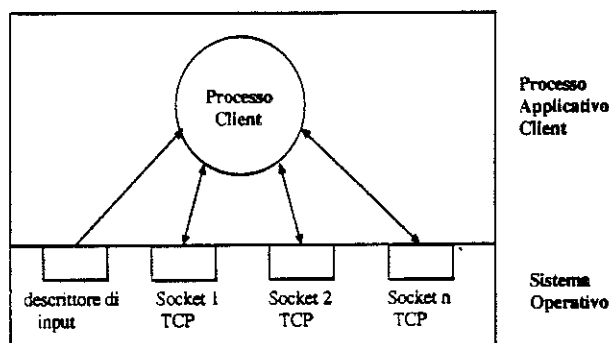 Processo
Client
Processo
Applicativo
Client
descrittore di
input
Socket 1
TCP
Socket 2
TCP
Socket n
TCP
Sistema
Operativo